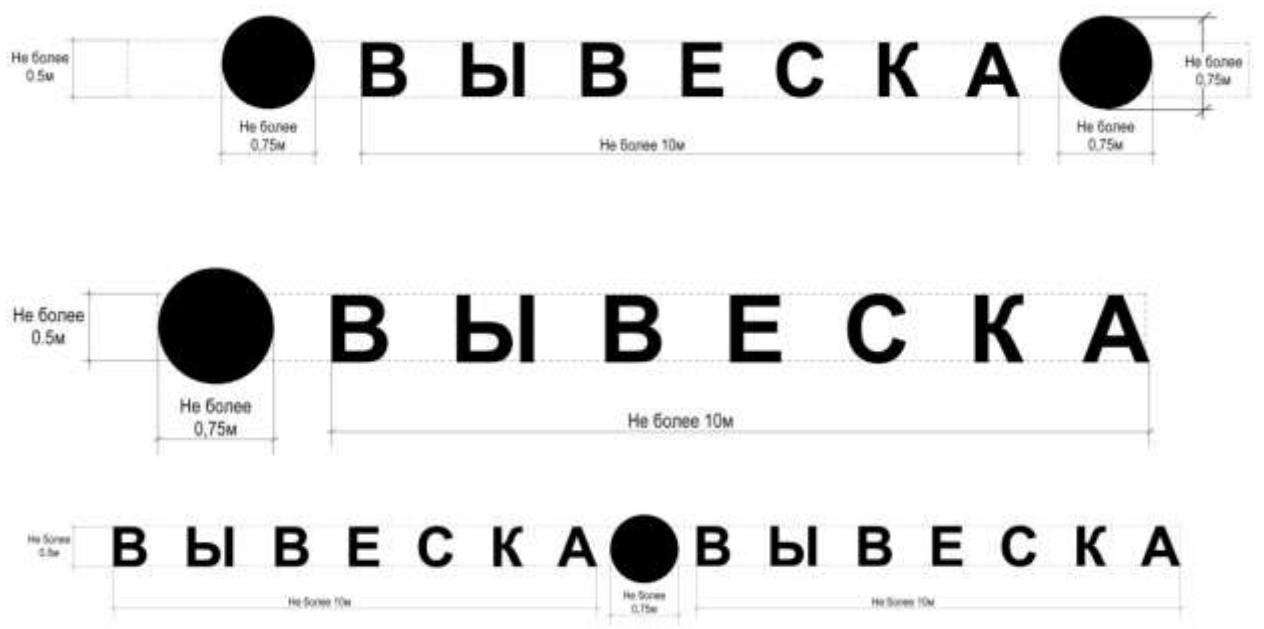 Не более
0.5м
В Ы В Е С К А
Не более
0,75м
Не более
0,75м
Не более
0,75м
Не более 10м
Не более
0.5м
В Ы В Е С К А
Не более
0,75м
Не более 10м
Не более
0.5м
В Ы В Е С К А
В Ы В Е С К А
Не более 10м
Не более
0,75м
Не более 10м